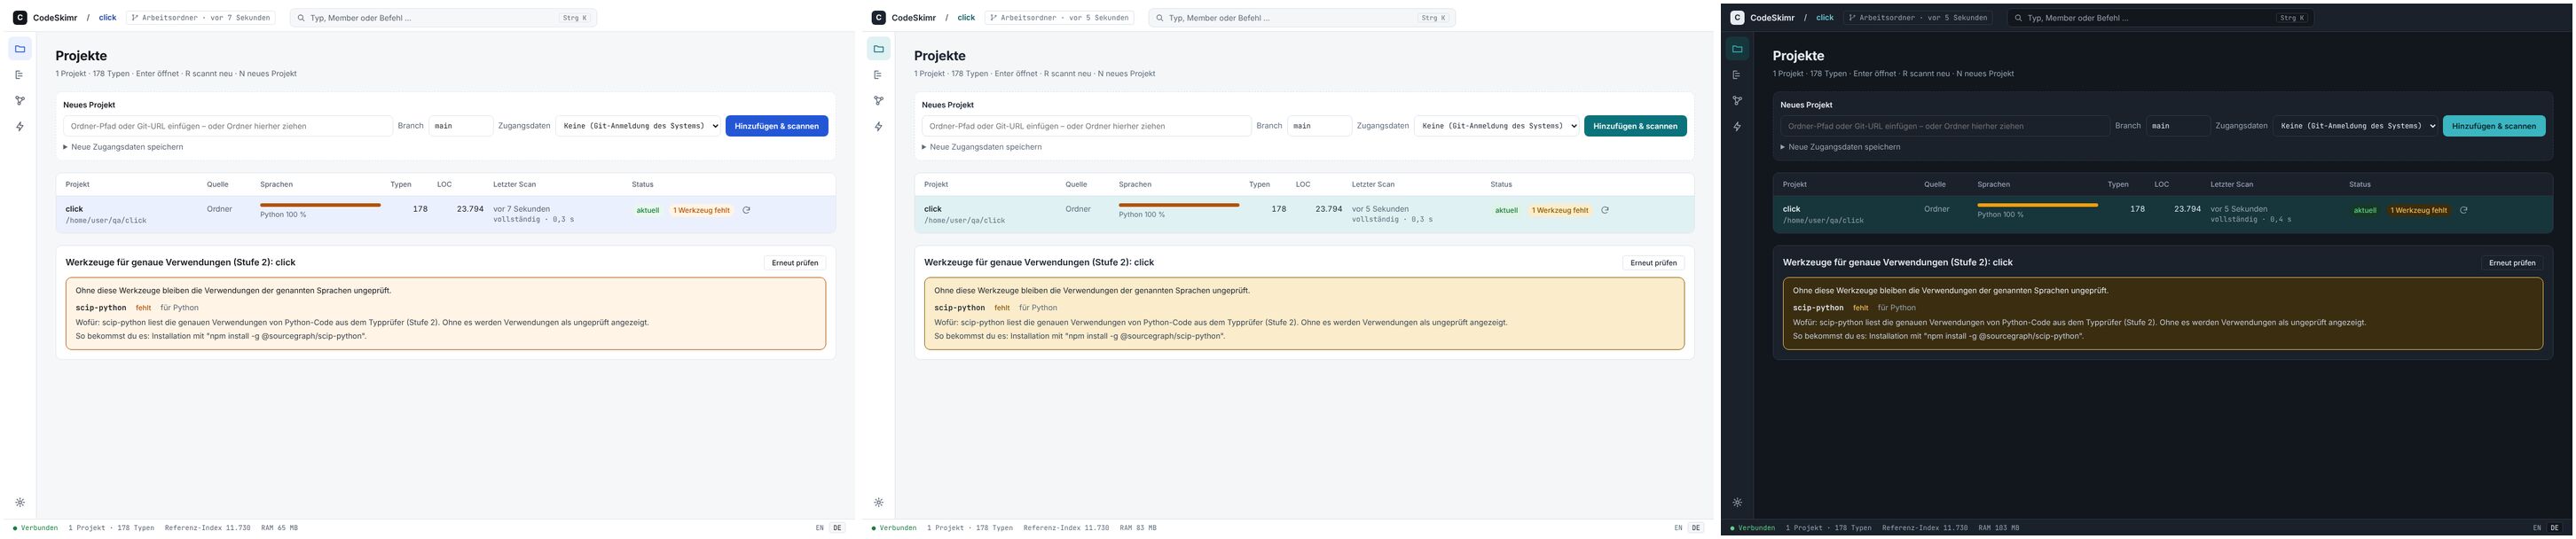 C CodeSkimr / click Arbeitsordner · vor 7 Sekunden Typ, Member oder Befehl ... Strg K
Projekte
1 Projekt · 178 Typen · Enter öffnet · R scannt neu · N neues Projekt
Neues Projekt
Ordner-Pfad oder Git-URL einfügen – oder Ordner hierher ziehen Branch main Zugangsdaten Keine (Git-Anmeldung des Systems) Hinzufügen & scannen
Neue Zugangsdaten speichern
Projekt Quelle Sprachen Typen LOC Letzter Scan Status
click Ordner 178 23.794 vor 7 Sekunden aktuell 1 Werkzeug fehlt
/home/user/qa/click Python 100 % vollständig · 0,3 s
Werkzeuge für genaue Verwendungen (Stufe 2): click Erneut prüfen
Ohne diese Werkzeuge bleiben die Verwendungen der genannten Sprachen ungeprüft.
scip-python fehlt für Python
Wofür: scip-python liest die genauen Verwendungen von Python-Code aus dem Typprüfer (Stufe 2). Ohne es werden Verwendungen als ungeprüft angezeigt.
So bekommst du es: Installation mit "npm install -g @sourcegraph/scip-python".
Verbunden 1 Projekt · 178 Typen Referenz-Index 11.730 RAM 65 MB EN DE
C CodeSkimr / click Arbeitsordner · vor 5 Sekunden Typ, Member oder Befehl ... Strg K
Projekte
1 Projekt · 178 Typen · Enter öffnet · R scannt neu · N neues Projekt
Neues Projekt
Ordner-Pfad oder Git-URL einfügen – oder Ordner hierher ziehen Branch main Zugangsdaten Keine (Git-Anmeldung des Systems) Hinzufügen & scannen
Neue Zugangsdaten speichern
Projekt Quelle Sprachen Typen LOC Letzter Scan Status
click Ordner 178 23.794 vor 5 Sekunden aktuell 1 Werkzeug fehlt
/home/user/qa/click Python 100 % vollständig · 0,3 s
Werkzeuge für genaue Verwendungen (Stufe 2): click Erneut prüfen
Ohne diese Werkzeuge bleiben die Verwendungen der genannten Sprachen ungeprüft.
scip-python fehlt für Python
Wofür: scip-python liest die genauen Verwendungen von Python-Code aus dem Typprüfer (Stufe 2). Ohne es werden Verwendungen als ungeprüft angezeigt.
So bekommst du es: Installation mit "npm install -g @sourcegraph/scip-python".
Verbunden 1 Projekt · 178 Typen Referenz-Index 11.730 RAM 83 MB EN DE
C CodeSkimr / click Arbeitsordner · vor 5 Sekunden Typ, Member oder Befehl ... Strg K
Projekte
1 Projekt · 178 Typen · Enter öffnet · R scannt neu · N neues Projekt
Neues Projekt
Ordner-Pfad oder Git-URL einfügen – oder Ordner hierher ziehen Branch main Zugangsdaten Keine (Git-Anmeldung des Systems) Hinzufügen & scannen
Neue Zugangsdaten speichern
Projekt Quelle Sprachen Typen LOC Letzter Scan Status
click Ordner 178 23.794 vor 5 Sekunden aktuell 1 Werkzeug fehlt
/home/user/qa/click Python 100 % vollständig · 0,4 s
Werkzeuge für genaue Verwendungen (Stufe 2): click Erneut prüfen
Ohne diese Werkzeuge bleiben die Verwendungen der genannten Sprachen ungeprüft.
scip-python fehlt für Python
Wofür: scip-python liest die genauen Verwendungen von Python-Code aus dem Typprüfer (Stufe 2). Ohne es werden Verwendungen als ungeprüft angezeigt.
So bekommst du es: Installation mit "npm install -g @sourcegraph/scip-python".
Verbunden 1 Projekt · 178 Typen Referenz-Index 11.730 RAM 103 MB EN DE